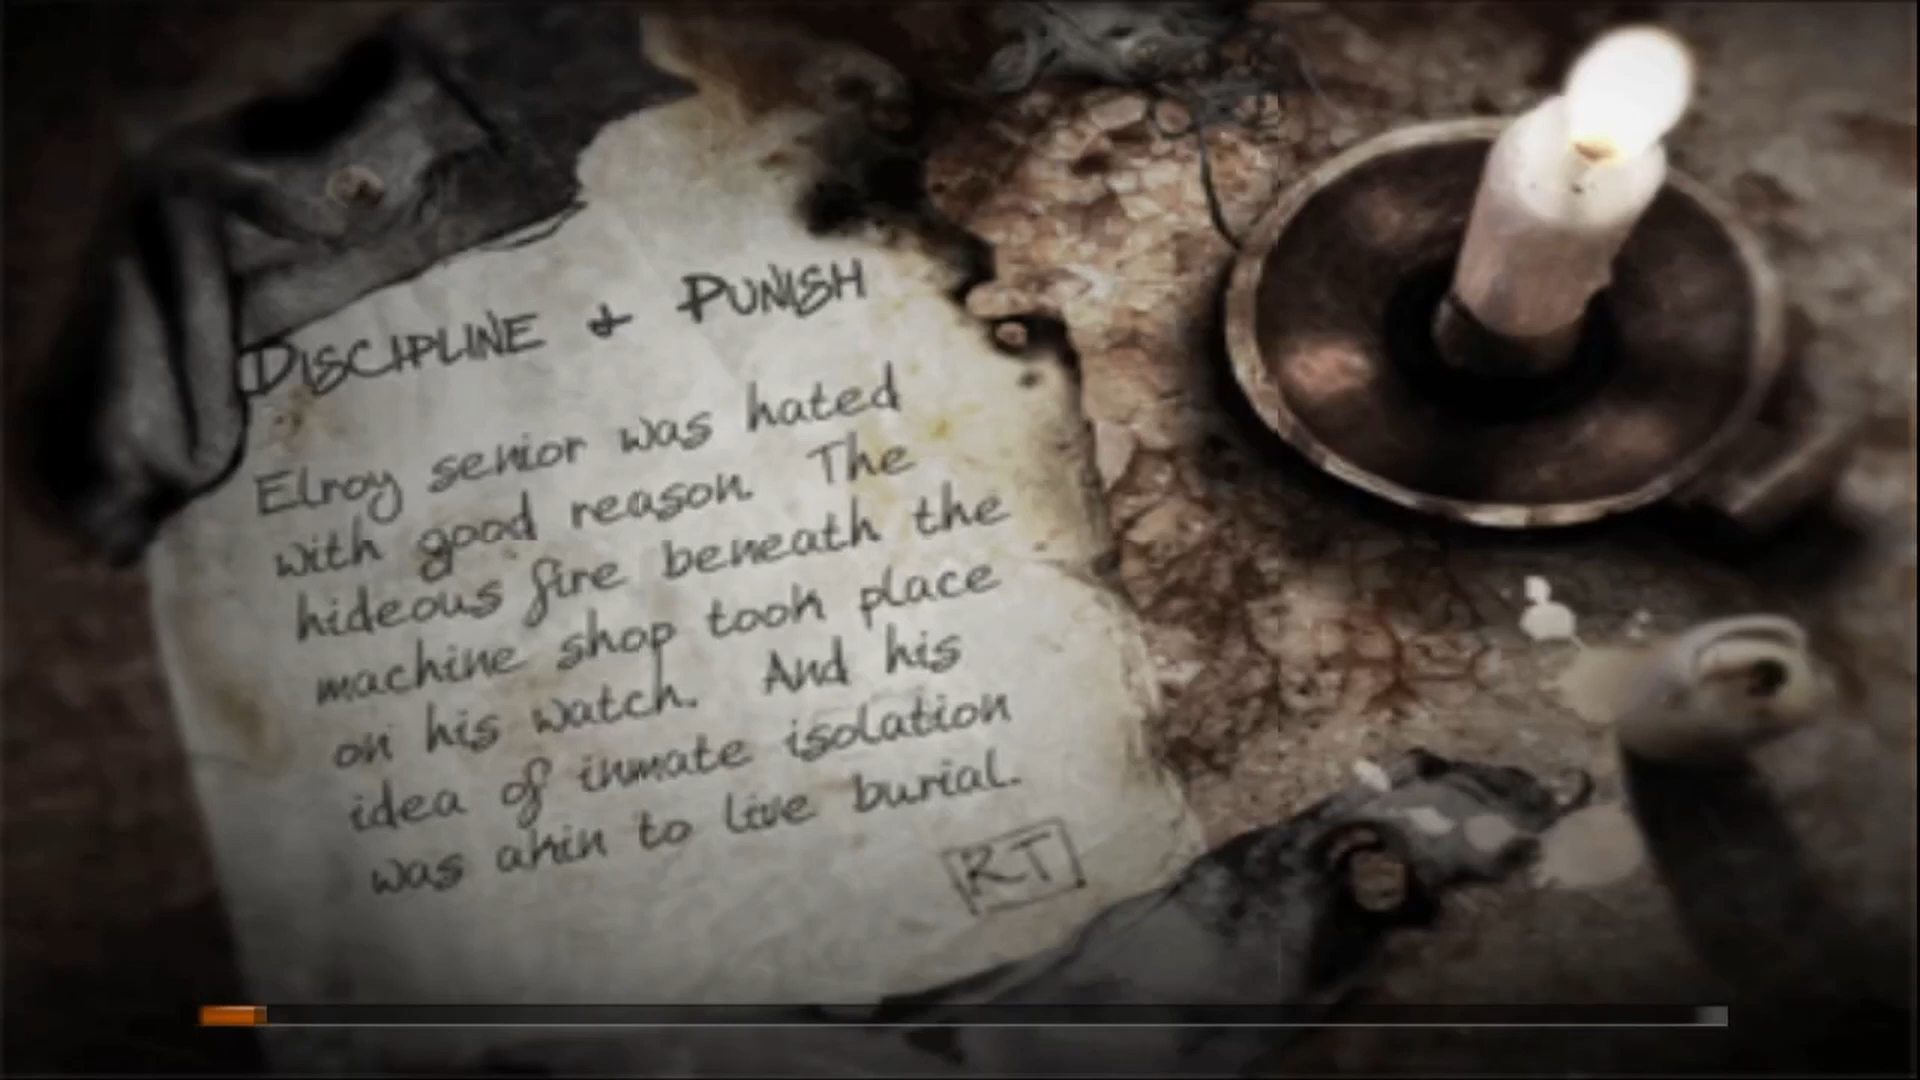 DISCIPLINE & PUNISH
Elroy senior was hated
with good reason. The
hideous fire beneath the
machine shop took place
on his watch. And his
idea of inmate isolation
was akin to live burial.
RT